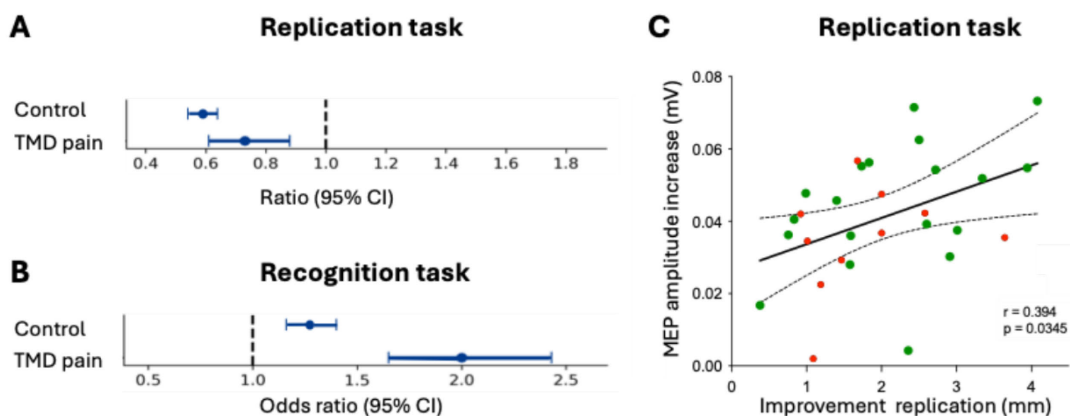 A
Replication task
Control
TMD pain
0.4 0.6 0.8 1.0 1.2 1.4 1.6 1.8
Ratio (95% CI)
B
Recognition task
Control
TMD pain
0.5 1.0 1.5 2.0 2.5
Odds ratio (95% CI)
C
Replication task
MEP amplitude increase (mV)
0.08
0.06
0.04
0.02
0.00
r = 0.394
p = 0.0345
0 1 2 3 4
Improvement replication (mm)